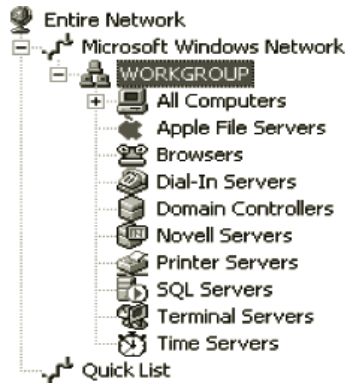 Entire Network
Microsoft Windows Network
WORKGROUP
All Computers
Apple File Servers
Browsers
Dial-In Servers
Domain Controllers
Novell Servers
Printer Servers
SQL Servers
Terminal Servers
Time Servers
Quick List